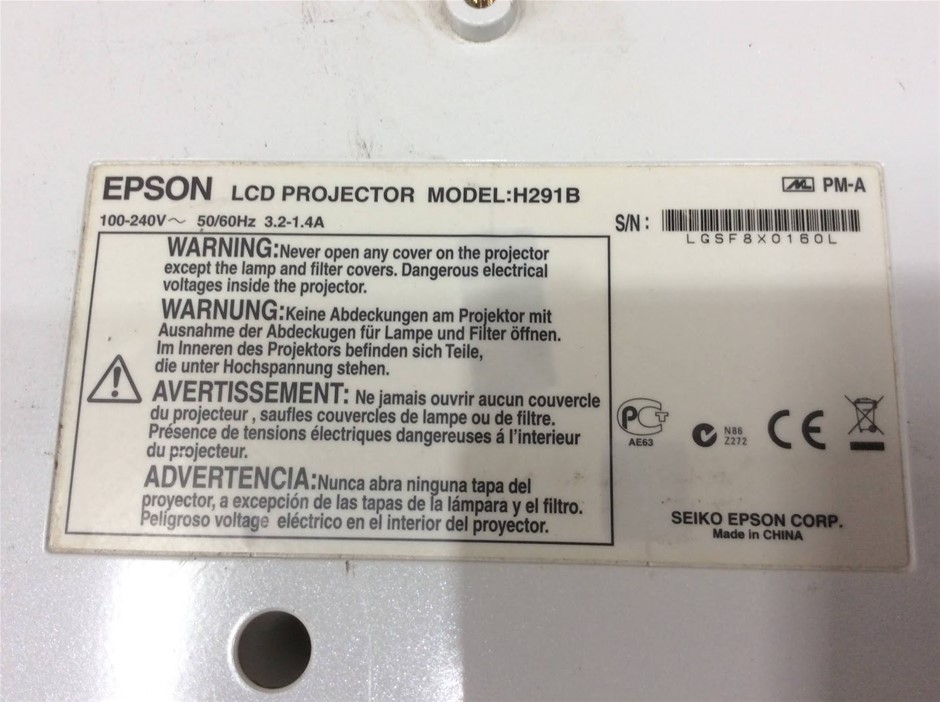 EPSON LCD PROJECTOR MODEL:H291B
PM-A
100-240V～ 50/60Hz 3.2-1.4A
S/N:
LGSF8X0160L
WARNING:Never open any cover on the projector
except the lamp and filter covers. Dangerous electrical
voltages inside the projector.
WARNUNG:Keine Abdeckungen am Projektor mit
Ausnahme der Abdeckugen für Lampe und Filter öffnen.
Im Inneren des Projektors befinden sich Teile,
die unter Hochspannung stehen.
AVERTISSEMENT: Ne jamais ouvrir aucun couvercle
du projecteur , saufles couvercles de lampe ou de filtre.
Présence de tensions électriques dangereuses á l'interieur
du projecteur.
ADVERTENCIA:Nunca abra ninguna tapa del
proyector, a excepción de las tapas de la lámpara y el filtro.
Peligroso voltage eléctrico en el interior del proyector.
PCT
AE63
N86
Z272
CE
SEIKO EPSON CORP.
Made in CHINA